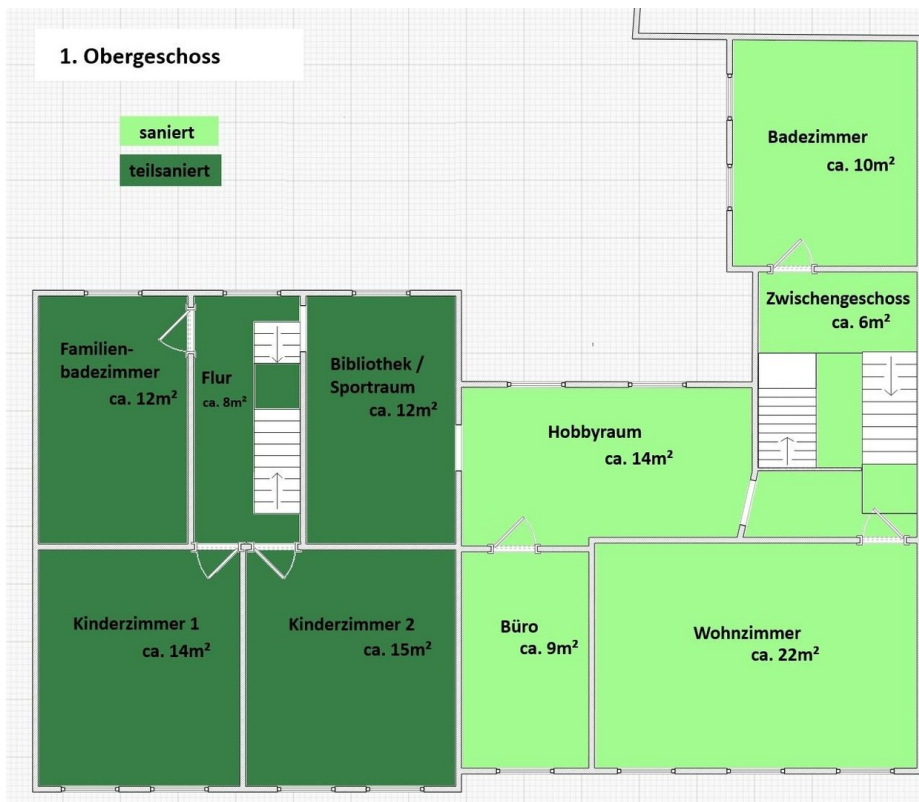 1. Obergeschoss
saniert
teilsaniert
Badezimmer
ca. 10m²
Zwischengeschoss
ca. 6m²
Familien-
badezimmer
ca. 12m²
Flur
ca. 8m²
Bibliothek /
Sportraum
ca. 12m²
Hobbyraum
ca. 14m²
Kinderzimmer 1
ca. 14m²
Kinderzimmer 2
ca. 15m²
Büro
ca. 9m²
Wohnzimmer
ca. 22m²